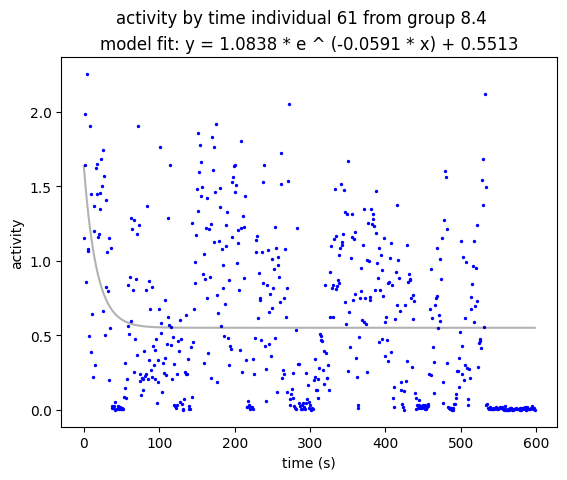 activity by time individual 61 from group 8.4
model fit: y = 1.0838 * e ^ (-0.0591 * x) + 0.5513
2.0
1.5
1.0
0.5
0.0
activity
0 100 200 300 400 500 600
time (s)